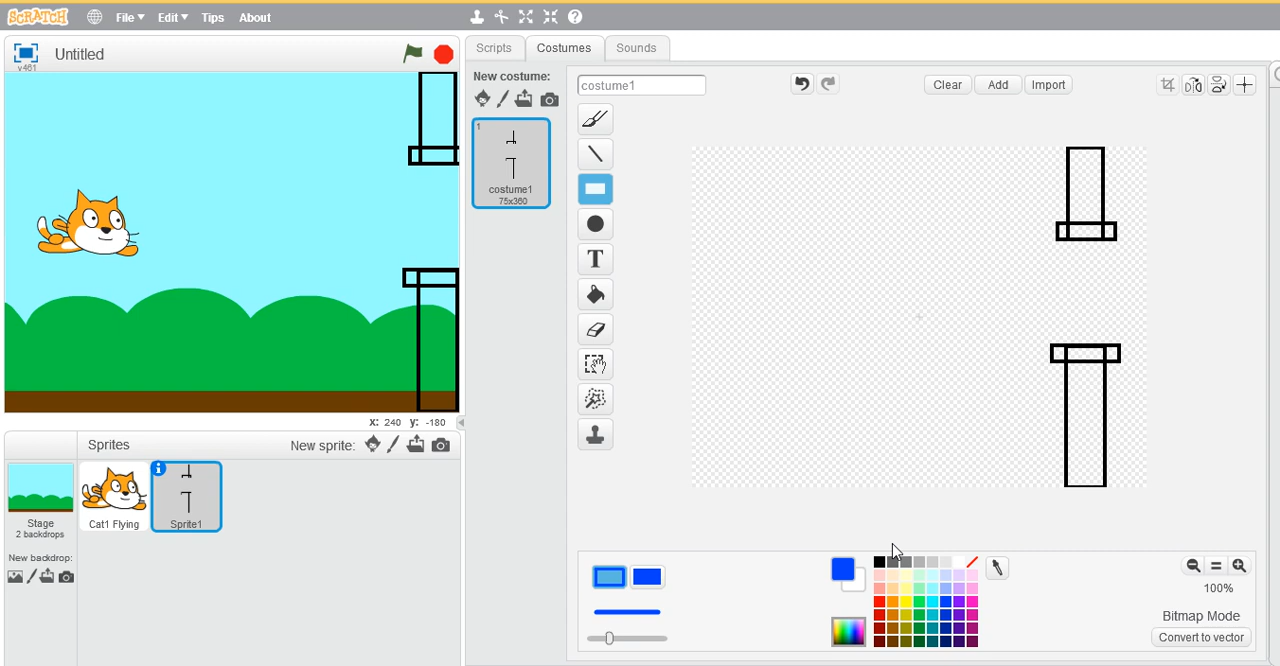 SCRATCH File Edit Tips About
v461 Untitled
Scripts Costumes Sounds
New costume:
1
costume1
75x360
costume1
Clear Add Import
T
x: 240 y: -180
Sprites New sprite:
Stage
2 backdrops
New backdrop:
Cat1 Flying
i
Sprite1
100%
Bitmap Mode
Convert to vector